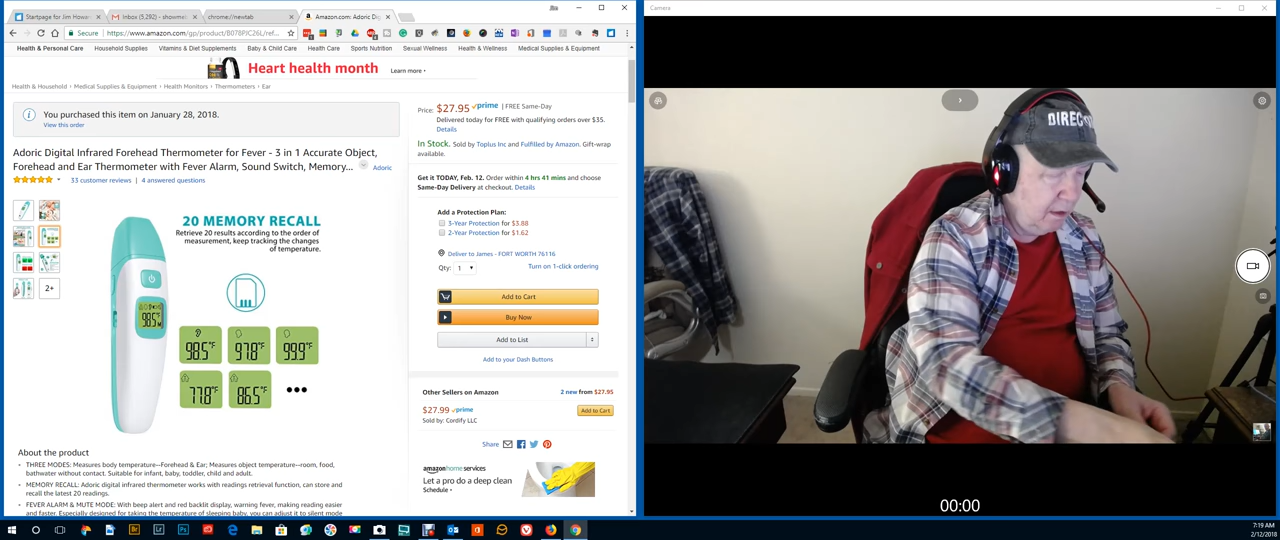 Startpage for Jim Howa
Inbox (5,292) - showme
chrome://newtab
Amazon.com: Adoric Di
Secure
https://www.amazon.com/gp/product/B078PJC26L/ref...
Health & Personal Care
Household Supplies
Vitamins & Diet Supplements
Baby & Child Care
Health Care
Sports Nutrition
Sexual Wellness
Health & Wellness
Medical Supplies & Equipment
Heart health month
Learn more
Health & Household › Medical Supplies & Equipment › Health Monitors › Thermometers › Ear
You purchased this item on January 28, 2018.
View this order
Adoric Digital Infrared Forehead Thermometer for Fever - 3 in 1 Accurate Object,
Forehead and Ear Thermometer with Fever Alarm, Sound Switch, Memory...
Adoric
33 customer reviews | 4 answered questions
20 MEMORY RECALL
Retrieve 20 results according to the order of
measurement, keep tracking the changes
of temperature.
98.5
98.5°F
97.8°F
99.9°F
77.8°F
86.5°F
2+
About the product
• THREE MODES: Measures body temperature—Forehead & Ear; Measures object temperature—room, food,
bathwater without contact. Suitable for infant, baby, toddler, child and adult.
• MEMORY RECALL: Adoric digital infrared thermometer works with readings retrieval function, can store and
recall the latest 20 readings.
• FEVER ALARM & MUTE MODE: With beep alert and red backlit display, warning fever, making reading easier
and faster. Especially designed for taking the temperature of sleeping baby, you can adjust it to silent mode
Price: $27.95 prime | FREE Same-Day
Delivered today for FREE with qualifying orders over $35.
Details
In Stock. Sold by Toplus Inc and Fulfilled by Amazon. Gift-wrap
available.
Get it TODAY, Feb. 12. Order within 4 hrs 41 mins and choose
Same-Day Delivery at checkout. Details
Add a Protection Plan:
3-Year Protection for $3.88
2-Year Protection for $1.62
Deliver to James - FORT WORTH 76116
Qty: 1
Turn on 1-click ordering
Add to Cart
Buy Now
Add to List
Add to your Dash Buttons
Other Sellers on Amazon
2 new from $27.95
$27.99 prime
Add to Cart
Sold by: Cordify LLC
Share
amazonhome services
Let a pro do a deep clean
Schedule
Camera
DIREC
00:00
7:19 AM
2/12/2018